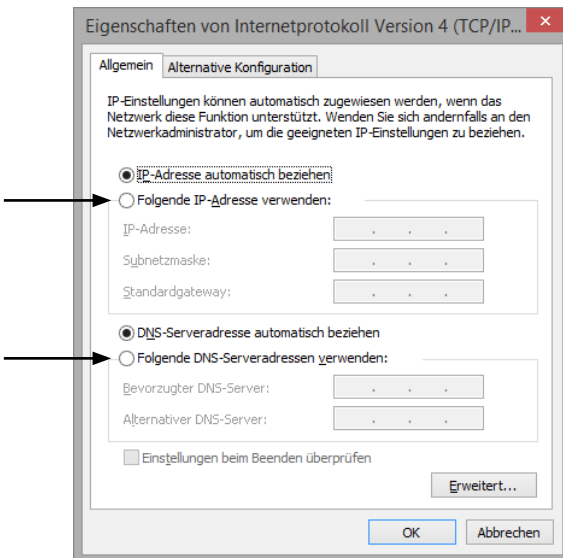 Eigenschaften von Internetprotokoll Version 4 (TCP/IP...
Allgemein Alternative Konfiguration
IP-Einstellungen können automatisch zugewiesen werden, wenn das
Netzwerk diese Funktion unterstützt. Wenden Sie sich andernfalls an den
Netzwerkadministrator, um die geeigneten IP-Einstellungen zu beziehen.
IP-Adresse automatisch beziehen
Folgende IP-Adresse verwenden:
IP-Adresse:
Subnetzmaske:
Standardgateway:
DNS-Serveradresse automatisch beziehen
Folgende DNS-Serveradressen verwenden:
Bevorzugter DNS-Server:
Alternativer DNS-Server:
Einstellungen beim Beenden überprüfen
Erweitert...
OK Abbrechen